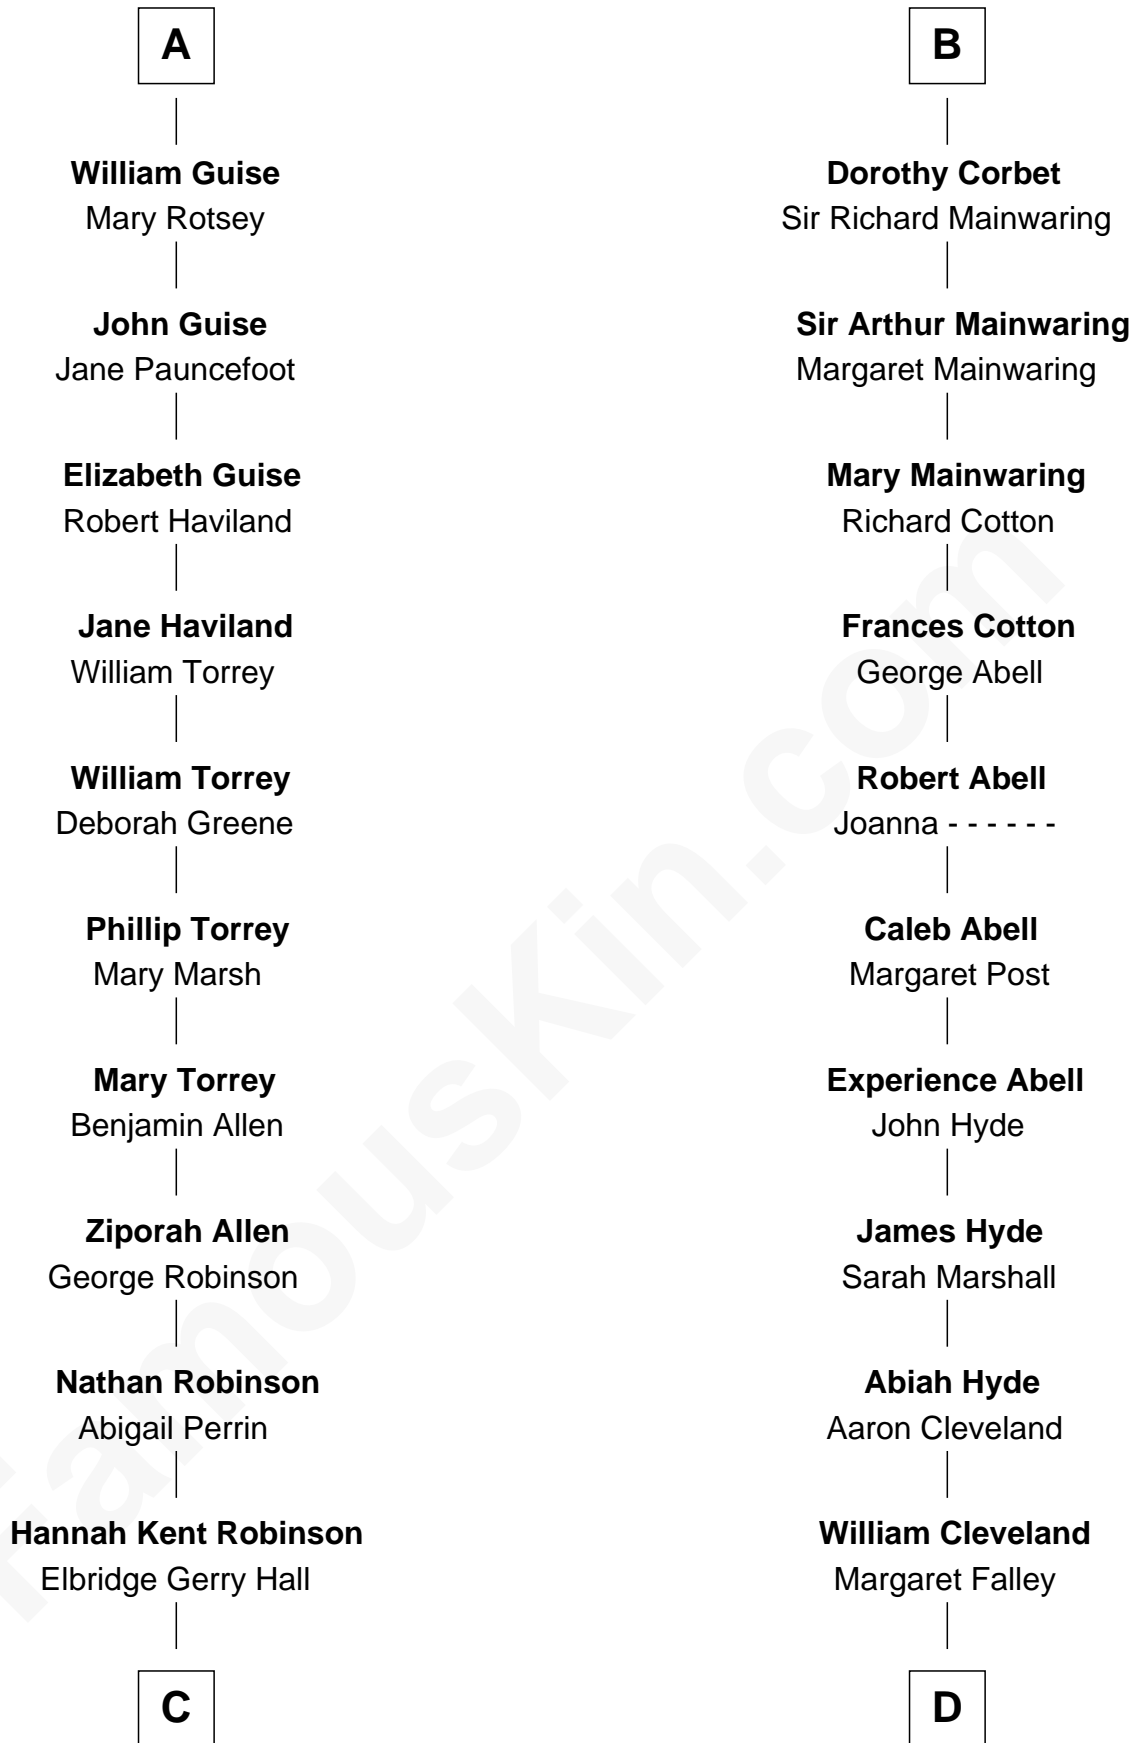 A
William Guise
Mary Rotsey
John Guise
Jane Pauncefoot
Elizabeth Guise
Robert Haviland
Jane Haviland
William Torrey
William Torrey
Deborah Greene
Phillip Torrey
Mary Marsh
Mary Torrey
Benjamin Allen
Ziporah Allen
George Robinson
Nathan Robinson
Abigail Perrin
Hannah Kent Robinson
Elbridge Gerry Hall
C
B
Dorothy Corbet
Sir Richard Mainwaring
Sir Arthur Mainwaring
Margaret Mainwaring
Mary Mainwaring
Richard Cotton
Frances Cotton
George Abell
Robert Abell
Joanna - - - - - -
Caleb Abell
Margaret Post
Experience Abell
John Hyde
James Hyde
Sarah Marshall
Abiah Hyde
Aaron Cleveland
William Cleveland
Margaret Falley
D
FamousKin.com